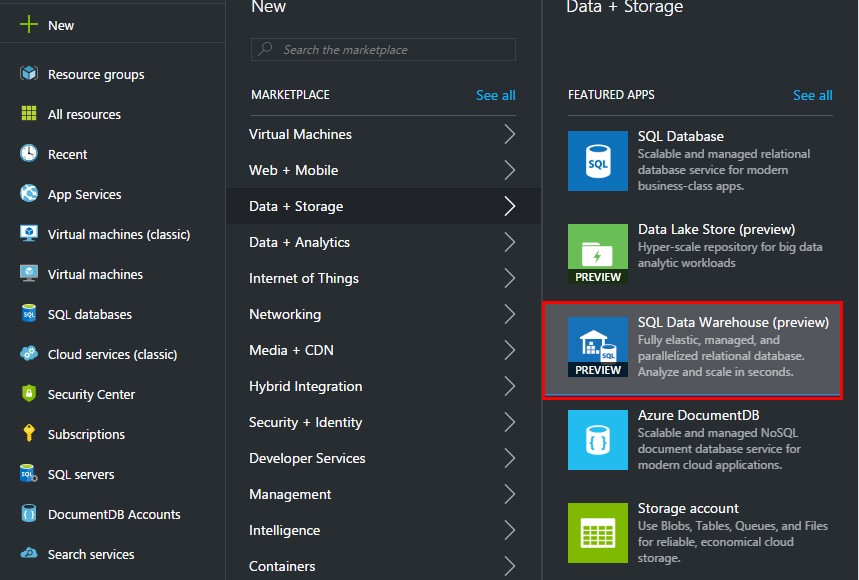 New
Resource groups
All resources
Recent
App Services
Virtual machines (classic)
Virtual machines
SQL databases
Cloud services (classic)
Security Center
Subscriptions
SQL servers
DocumentDB Accounts
Search services
New
Search the marketplace
MARKETPLACE See all
Virtual Machines
Web + Mobile
Data + Storage
Data + Analytics
Internet of Things
Networking
Media + CDN
Hybrid Integration
Security + Identity
Developer Services
Management
Intelligence
Containers
Data + Storage
FEATURED APPS See all
SQL
SQL Database
Scalable and managed relational
database service for modern
business-class apps.
PREVIEW
Data Lake Store (preview)
Hyper-scale repository for big data
analytic workloads
SQL
PREVIEW
SQL Data Warehouse (preview)
Fully elastic, managed, and
parallelized relational database.
Analyze and scale in seconds.
{ }
Azure DocumentDB
Scalable and managed NoSQL
document database service for
modern cloud applications.
Storage account
Use Blobs, Tables, Queues, and Files
for reliable, economical cloud
storage.